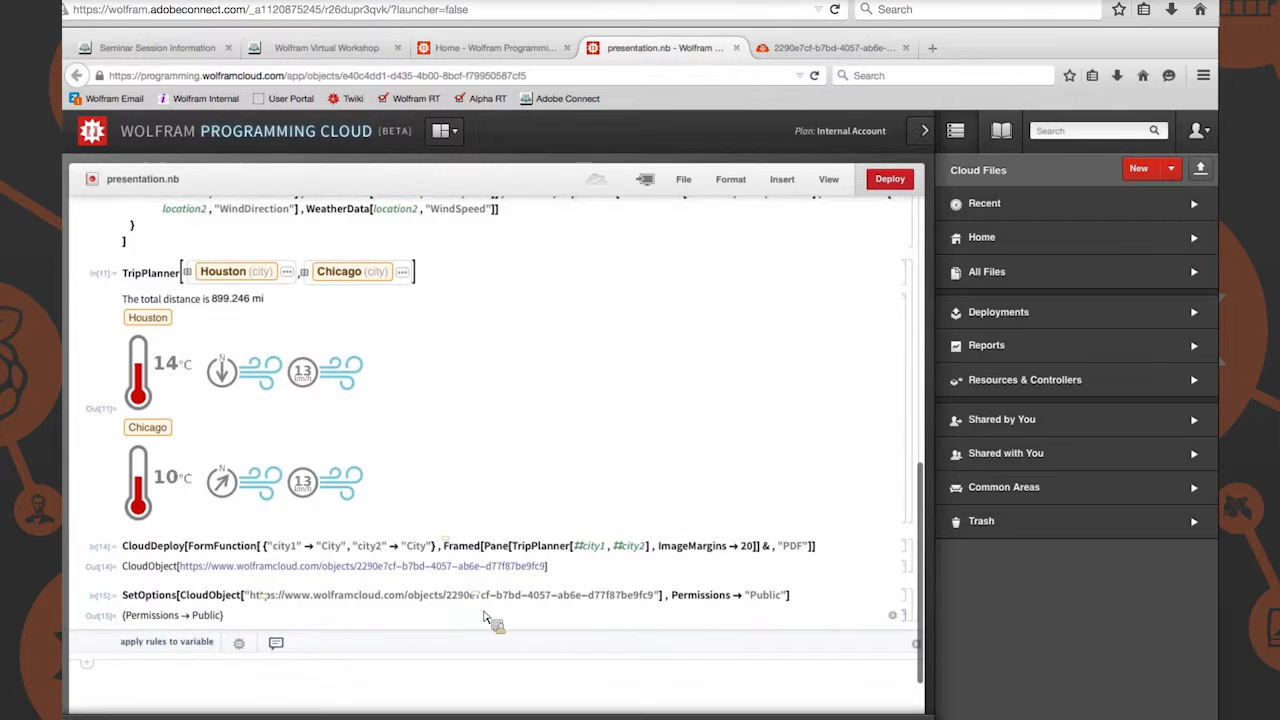 https://wolfram.adobeconnect.com/_a1120875245/r26dupr3qvk/?launcher=false
Search
Seminar Session Information
Wolfram Virtual Workshop
Home - Wolfram Programmi...
presentation.nb - Wolfram ...
2290e7cf-b7bd-4057-ab6e-...
https://programming.wolframcloud.com/app/objects/e40c4dd1-d435-4b00-8bcf-f79950587cf5
Search
Wolfram Email
Wolfram Internal
User Portal
Twiki
Wolfram RT
Alpha RT
Adobe Connect
WOLFRAM PROGRAMMING CLOUD [BETA]
Plan: Internal Account
Search
presentation.nb
File
Format
Insert
View
Deploy
Cloud Files
New
Recent
Home
All Files
Deployments
Reports
Resources & Controllers
Shared by You
Shared with You
Common Areas
Trash
location2 , "WindDirection"] , WeatherData[location2 , "WindSpeed"]]
}
]
In[11]:= TripPlanner[ Houston (city) , Chicago (city) ]
The total distance is 899.246 mi
Houston
14°C
N
13
km/h
Out[11]=
Chicago
10°C
N
13
km/h
In[14]:= CloudDeploy[FormFunction[ {"city1" → "City" , "city2" → "City"} , Framed[Pane[TripPlanner[#city1 , #city2] , ImageMargins → 20]] & , "PDF"]]
Out[14]= CloudObject[https://www.wolframcloud.com/objects/2290e7cf-b7bd-4057-ab6e-d77f87be9fc9]
In[15]:= SetOptions[CloudObject["https://www.wolframcloud.com/objects/2290e7cf-b7bd-4057-ab6e-d77f87be9fc9"] , Permissions → "Public"]
Out[15]= {Permissions → Public}
apply rules to variable